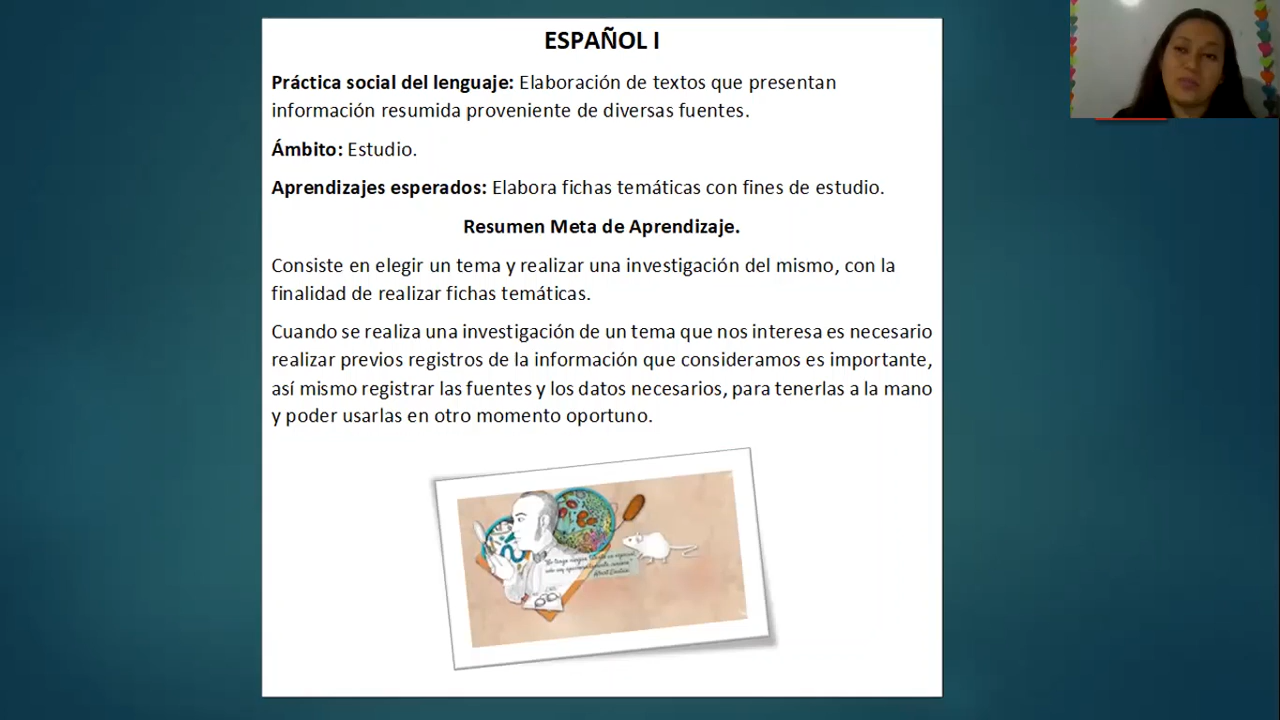 ESPAÑOL I
Práctica social del lenguaje: Elaboración de textos que presentan
información resumida proveniente de diversas fuentes.
Ámbito: Estudio.
Aprendizajes esperados: Elabora fichas temáticas con fines de estudio.
Resumen Meta de Aprendizaje.
Consiste en elegir un tema y realizar una investigación del mismo, con la
finalidad de realizar fichas temáticas.
Cuando se realiza una investigación de un tema que nos interesa es necesario
realizar previos registros de la información que consideramos es importante,
así mismo registrar las fuentes y los datos necesarios, para tenerlas a la mano
y poder usarlas en otro momento oportuno.